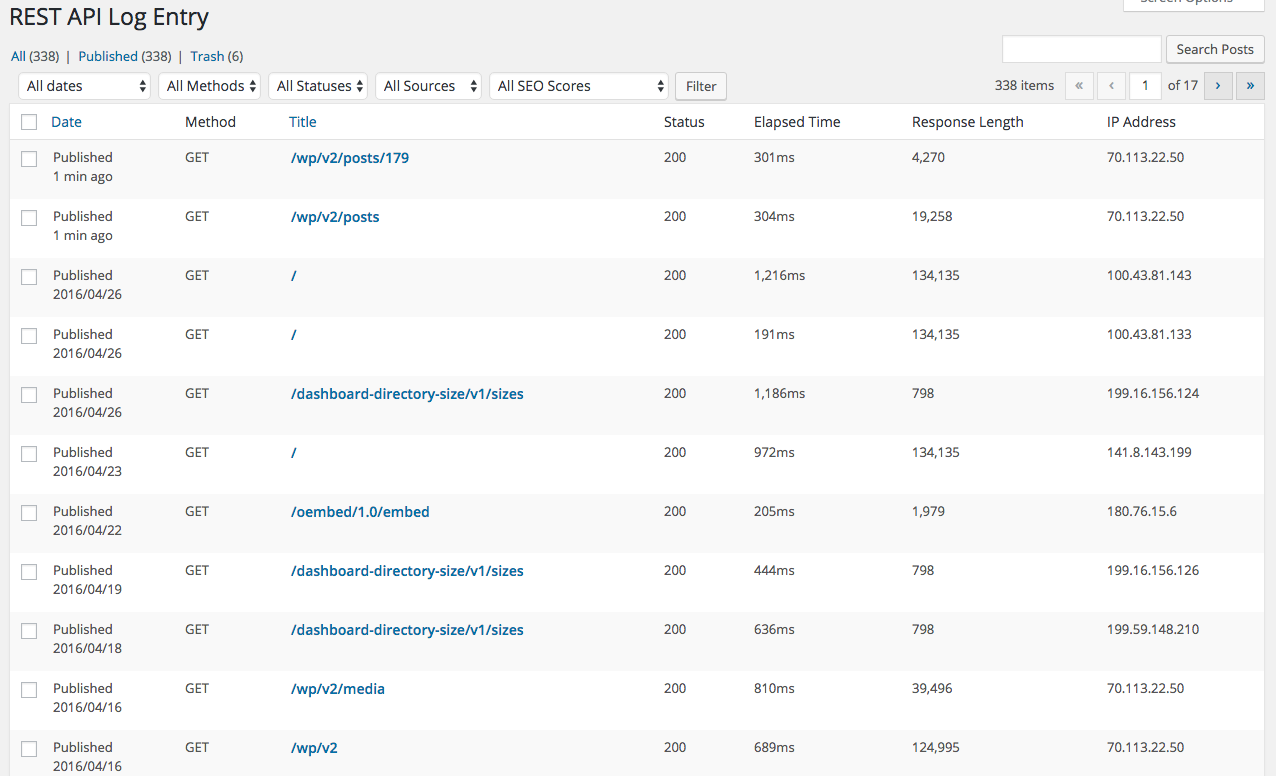 Screen Options
REST API Log Entry
All (338) | Published (338) | Trash (6)
Search Posts
All dates All Methods All Statuses All Sources All SEO Scores Filter 338 items « ‹ 1 of 17 › »
Date Method Title Status Elapsed Time Response Length IP Address
Published GET /wp/v2/posts/179 200 301ms 4,270 70.113.22.50
1 min ago
Published GET /wp/v2/posts 200 304ms 19,258 70.113.22.50
1 min ago
Published GET / 200 1,216ms 134,135 100.43.81.143
2016/04/26
Published GET / 200 191ms 134,135 100.43.81.133
2016/04/26
Published GET /dashboard-directory-size/v1/sizes 200 1,186ms 798 199.16.156.124
2016/04/26
Published GET / 200 972ms 134,135 141.8.143.199
2016/04/23
Published GET /oembed/1.0/embed 200 205ms 1,979 180.76.15.6
2016/04/22
Published GET /dashboard-directory-size/v1/sizes 200 444ms 798 199.16.156.126
2016/04/19
Published GET /dashboard-directory-size/v1/sizes 200 636ms 798 199.59.148.210
2016/04/18
Published GET /wp/v2/media 200 810ms 39,496 70.113.22.50
2016/04/16
Published GET /wp/v2 200 689ms 124,995 70.113.22.50
2016/04/16